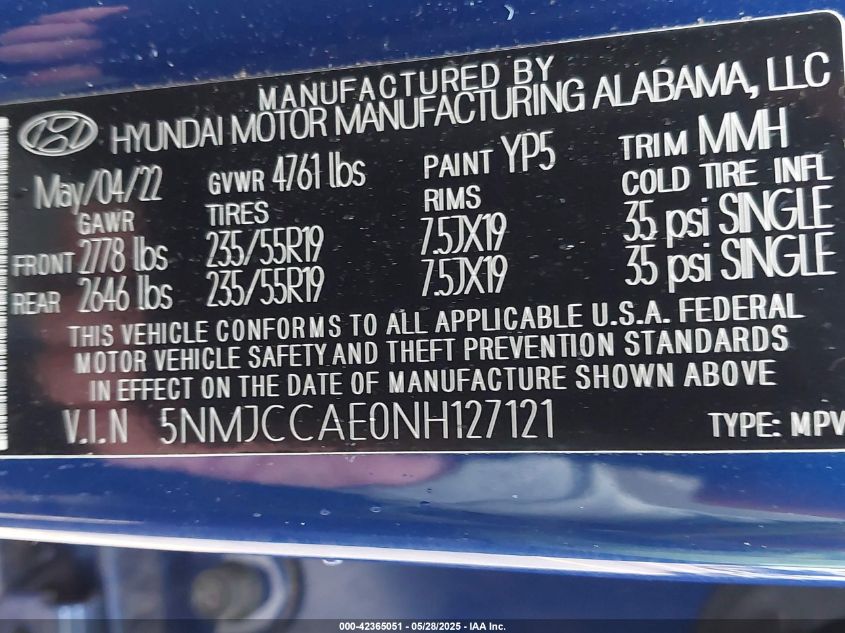 MANUFACTURED BY
HYUNDAI MOTOR MANUFACTURING ALABAMA, LLC
May/04/22 GVWR 4761 lbs PAINT YP5 TRIM MMH
GAWR TIRES RIMS COLD TIRE INFL
FRONT 2778 lbs 235/55R19 7.5JX19 35 psi SINGLE
REAR 2646 lbs 235/55R19 7.5JX19 35 psi SINGLE
THIS VEHICLE CONFORMS TO ALL APPLICABLE U.S.A. FEDERAL
MOTOR VEHICLE SAFETY AND THEFT PREVENTION STANDARDS
IN EFFECT ON THE DATE OF MANUFACTURE SHOWN ABOVE
V.I.N 5NMJCCAE0NH127121 TYPE: MPV
000-42365051 - 05/28/2025 - IAA Inc.